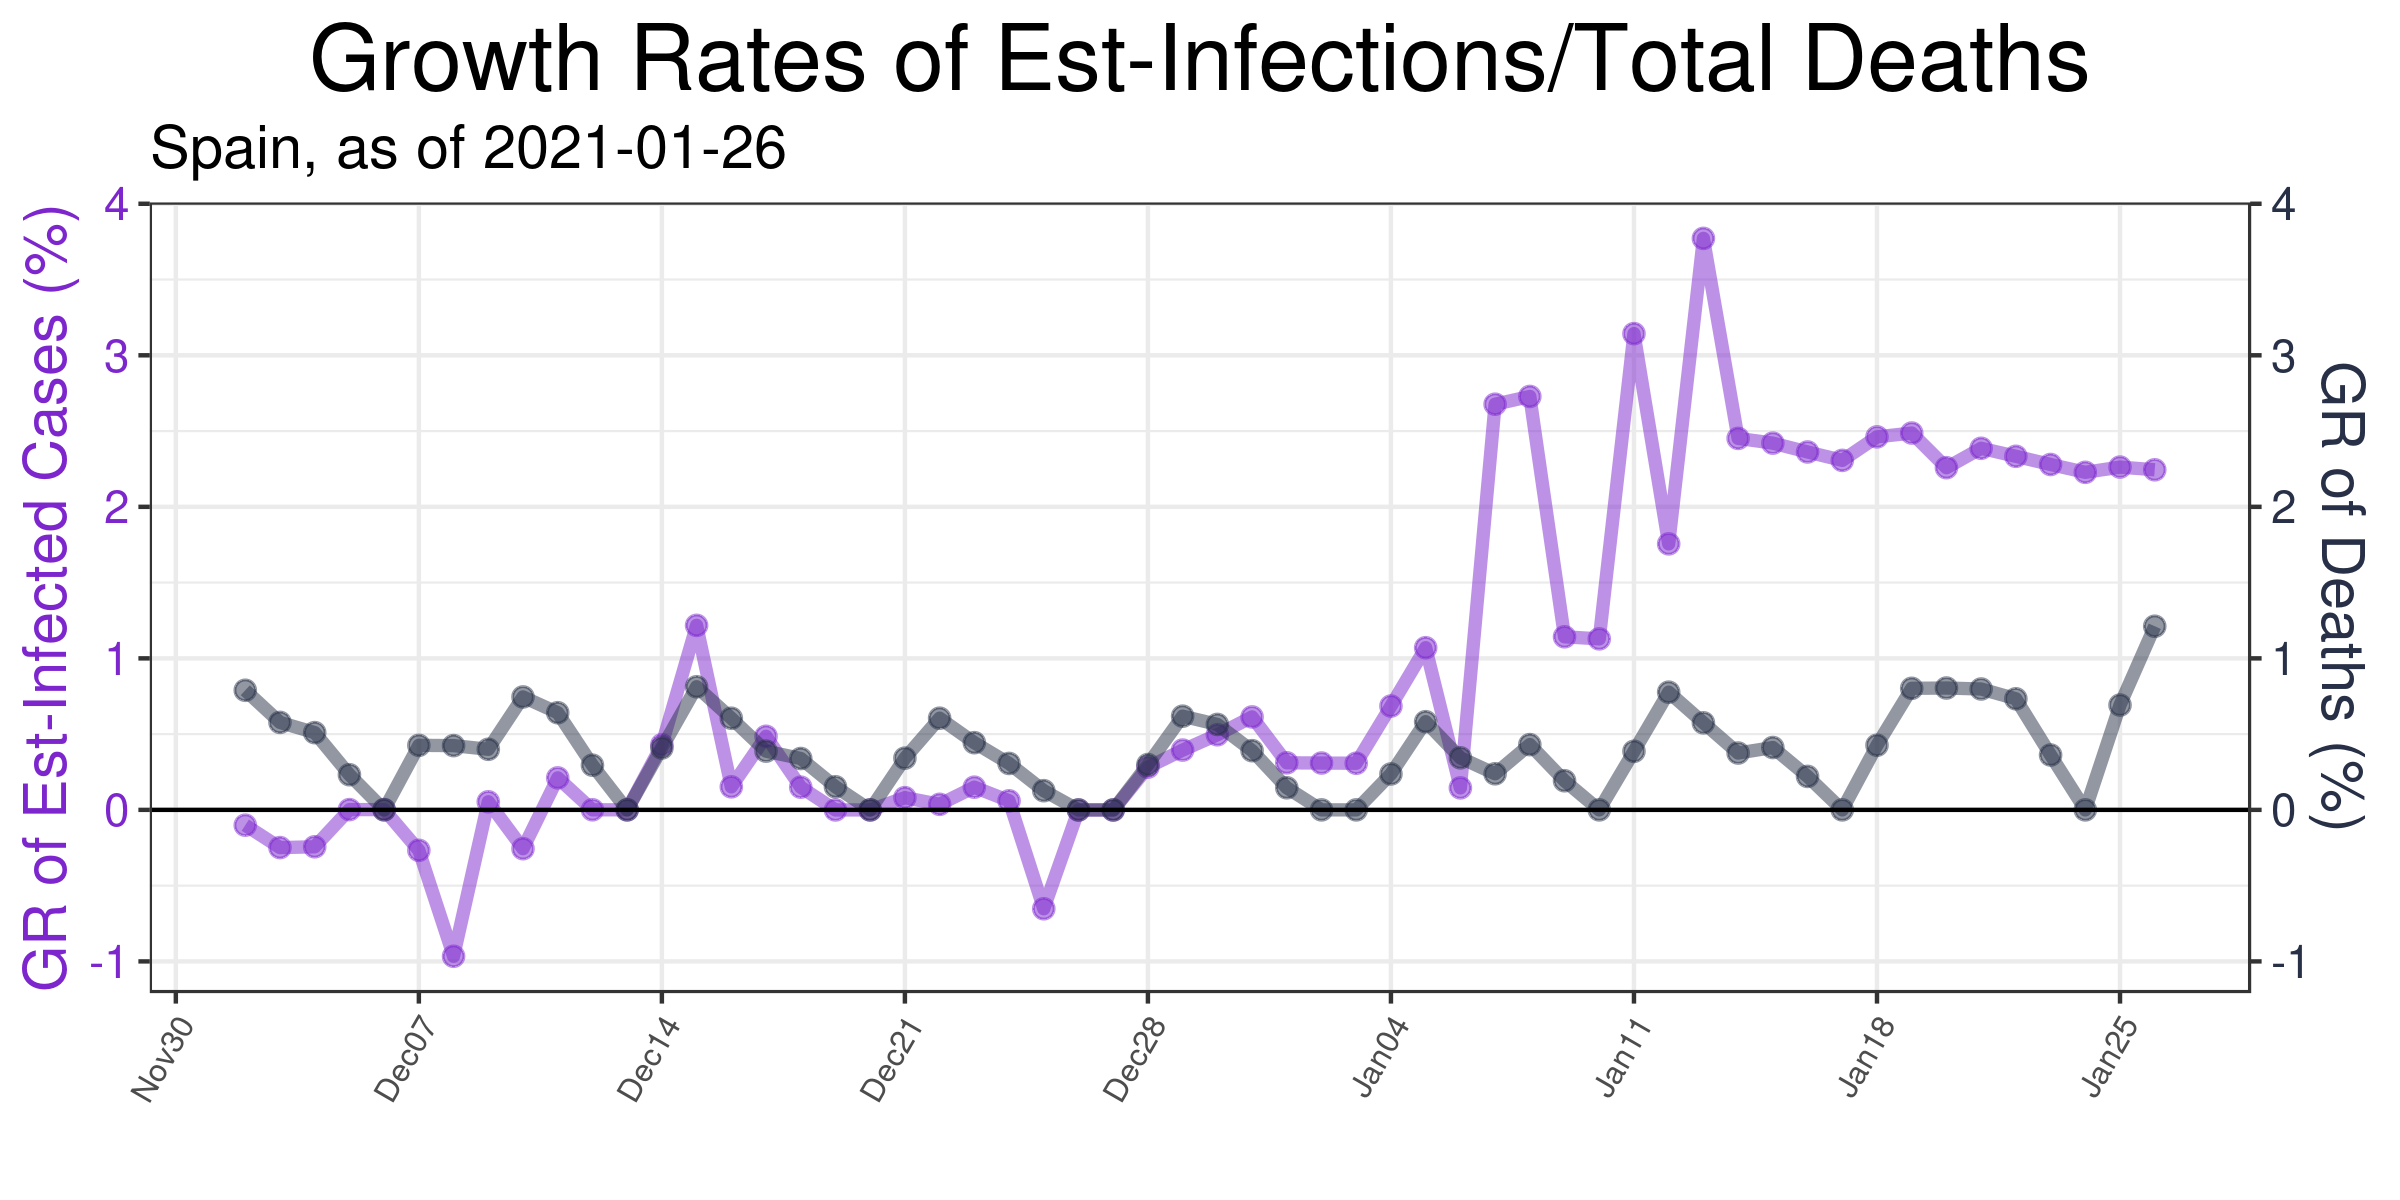 Growth Rates of Est-Infections/Total Deaths
Spain, as of 2021-01-26
GR of Est-Infected Cases (%)
4
3
2
1
0
-1
4
3
2
1
0
-1
GR of Deaths (%)
Nov30
Dec07
Dec14
Dec21
Dec28
Jan04
Jan11
Jan18
Jan25